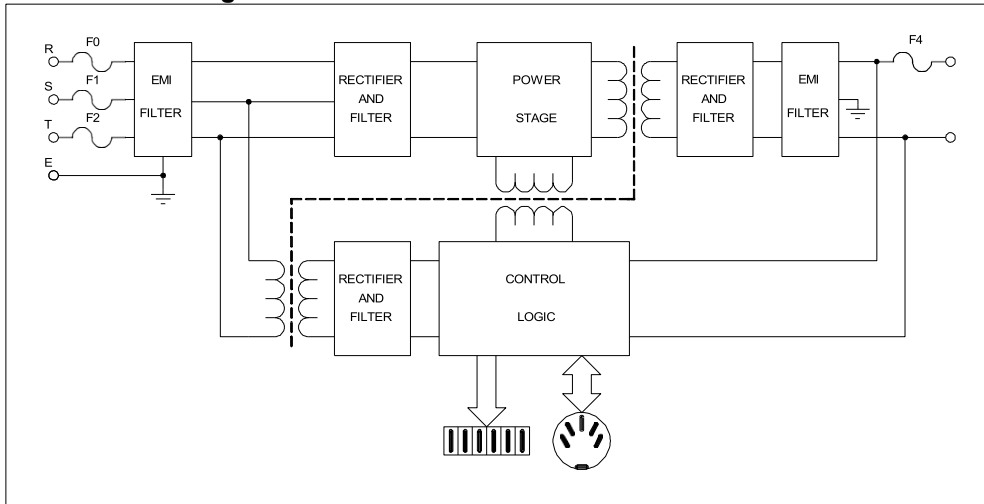 F0
R
EMI
FILTER
F1
S
F2
T
E
RECTIFIER
AND
FILTER
POWER
STAGE
RECTIFIER
AND
FILTER
EMI
FILTER
F4
RECTIFIER
AND
FILTER
CONTROL
LOGIC